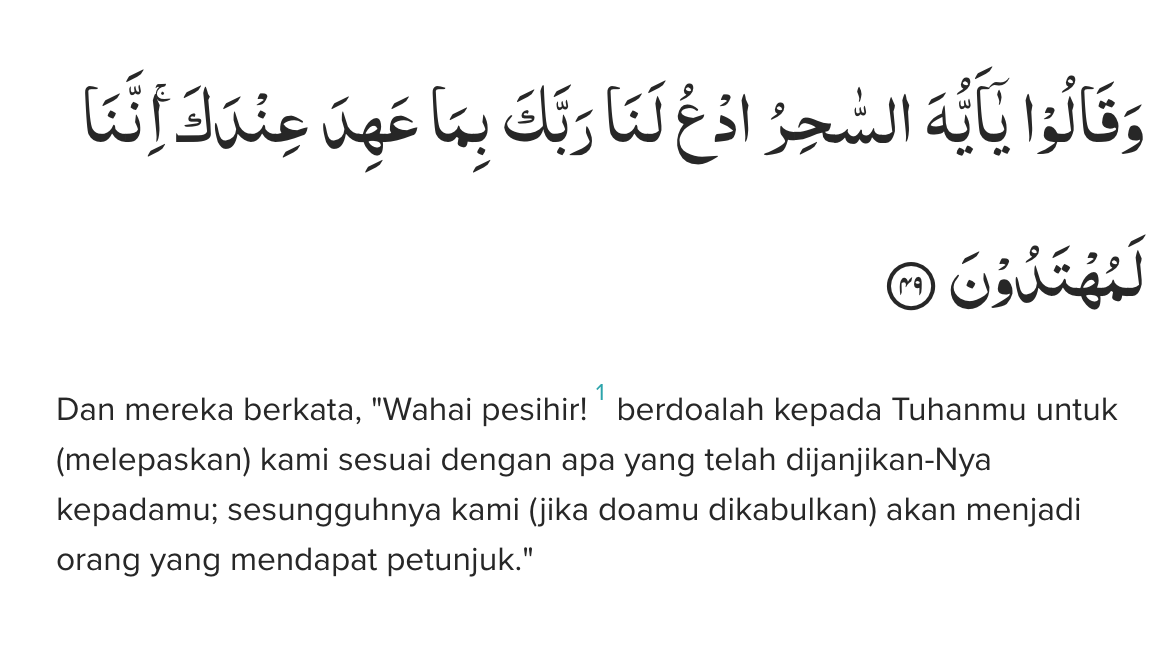 وَقَالُوْا يٰٓاَيُّهَ السّٰحِرُ ادْعُ لَنَا رَبَّكَ بِمَا عَهِدَ عِنْدَكَۚ اِنَّنَا
لَمُهْتَدُوْنَ ۴۹
Dan mereka berkata, "Wahai pesihir! 1 berdoalah kepada Tuhanmu untuk
(melepaskan) kami sesuai dengan apa yang telah dijanjikan-Nya
kepadamu; sesungguhnya kami (jika doamu dikabulkan) akan menjadi
orang yang mendapat petunjuk."